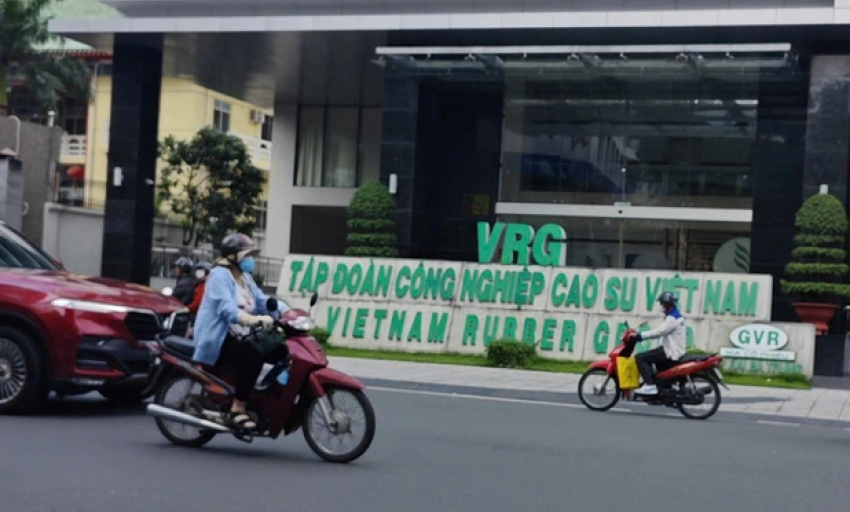 VRG
TẬP ĐOÀN CÔNG NGHIỆP CAO SU VIỆT NAM
VIETNAM RUBBER
GVR